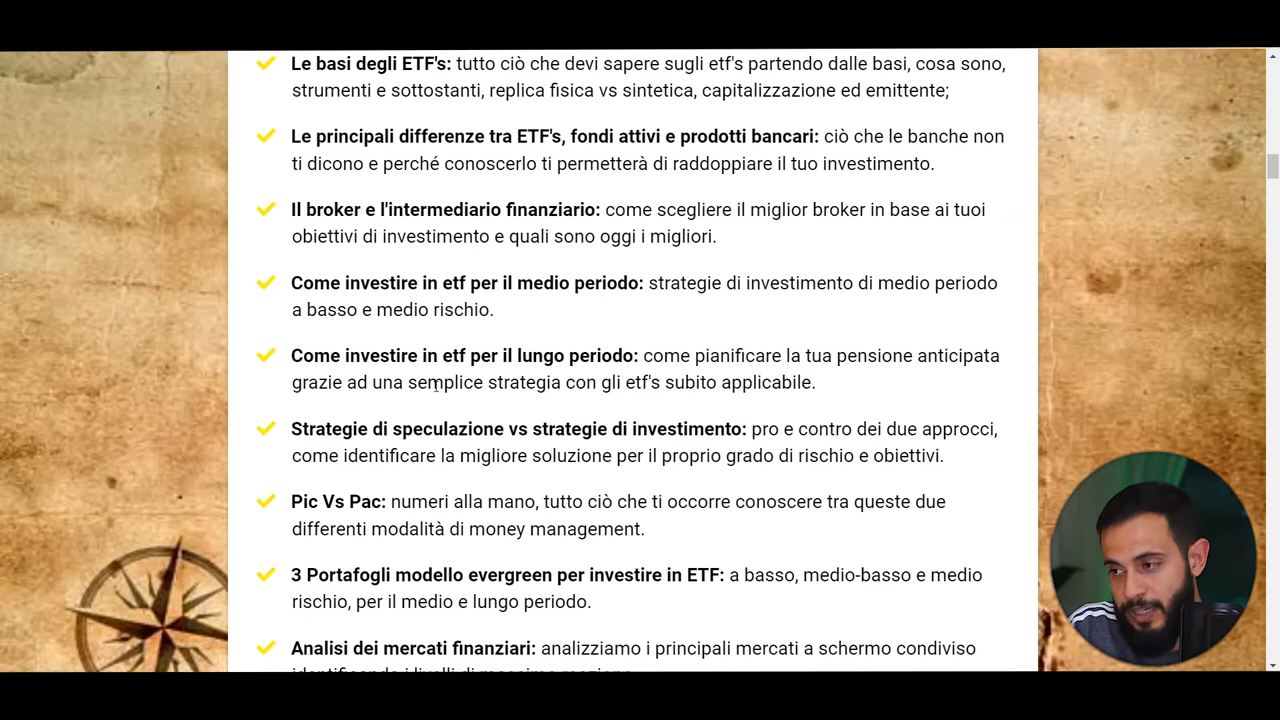 Le basi degli ETF's: tutto ciò che devi sapere sugli etf's partendo dalle basi, cosa sono,
strumenti e sottostanti, replica fisica vs sintetica, capitalizzazione ed emittente;
Le principali differenze tra ETF's, fondi attivi e prodotti bancari: ciò che le banche non
ti dicono e perché conoscerlo ti permetterà di raddoppiare il tuo investimento.
Il broker e l'intermediario finanziario: come scegliere il miglior broker in base ai tuoi
obiettivi di investimento e quali sono oggi i migliori.
Come investire in etf per il medio periodo: strategie di investimento di medio periodo
a basso e medio rischio.
Come investire in etf per il lungo periodo: come pianificare la tua pensione anticipata
grazie ad una semplice strategia con gli etf's subito applicabile.
Strategie di speculazione vs strategie di investimento: pro e contro dei due approcci,
come identificare la migliore soluzione per il proprio grado di rischio e obiettivi.
Pic Vs Pac: numeri alla mano, tutto ciò che ti occorre conoscere tra queste due
differenti modalità di money management.
3 Portafogli modello evergreen per investire in ETF: a basso, medio-basso e medio
rischio, per il medio e lungo periodo.
Analisi dei mercati finanziari: analizziamo i principali mercati a schermo condiviso